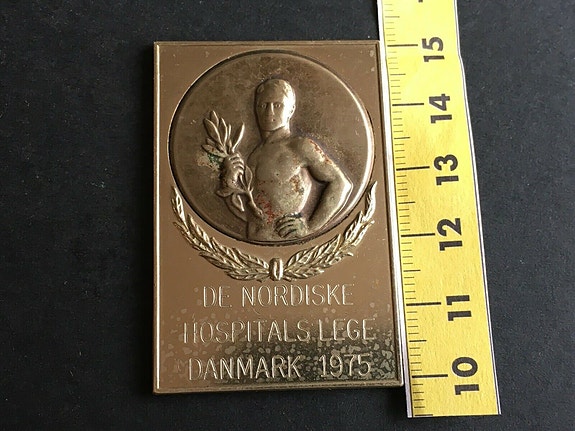 DE NORDISKE
HOSPITALS LEGE
DANMARK 1975
15
14
13
12
11
10